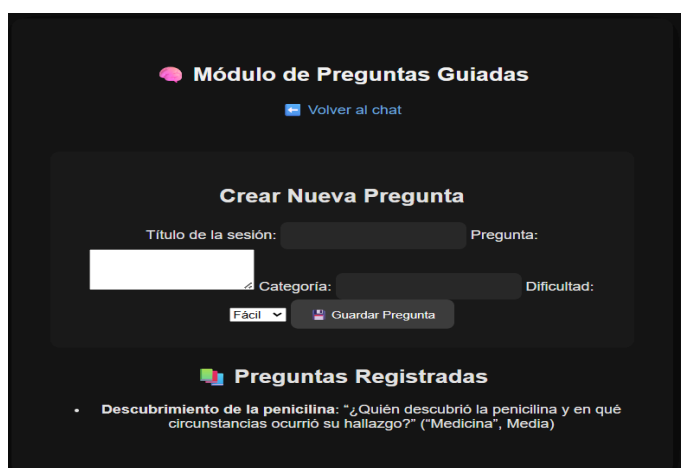 Módulo de Preguntas Guiadas
Volver al chat
Crear Nueva Pregunta
Título de la sesión: Pregunta:
Categoría: Dificultad:
Fácil Guardar Pregunta
Preguntas Registradas
• Descubrimiento de la penicilina: “¿Quién descubrió la penicilina y en qué
circunstancias ocurrió su hallazgo?” (“Medicina”, Media)